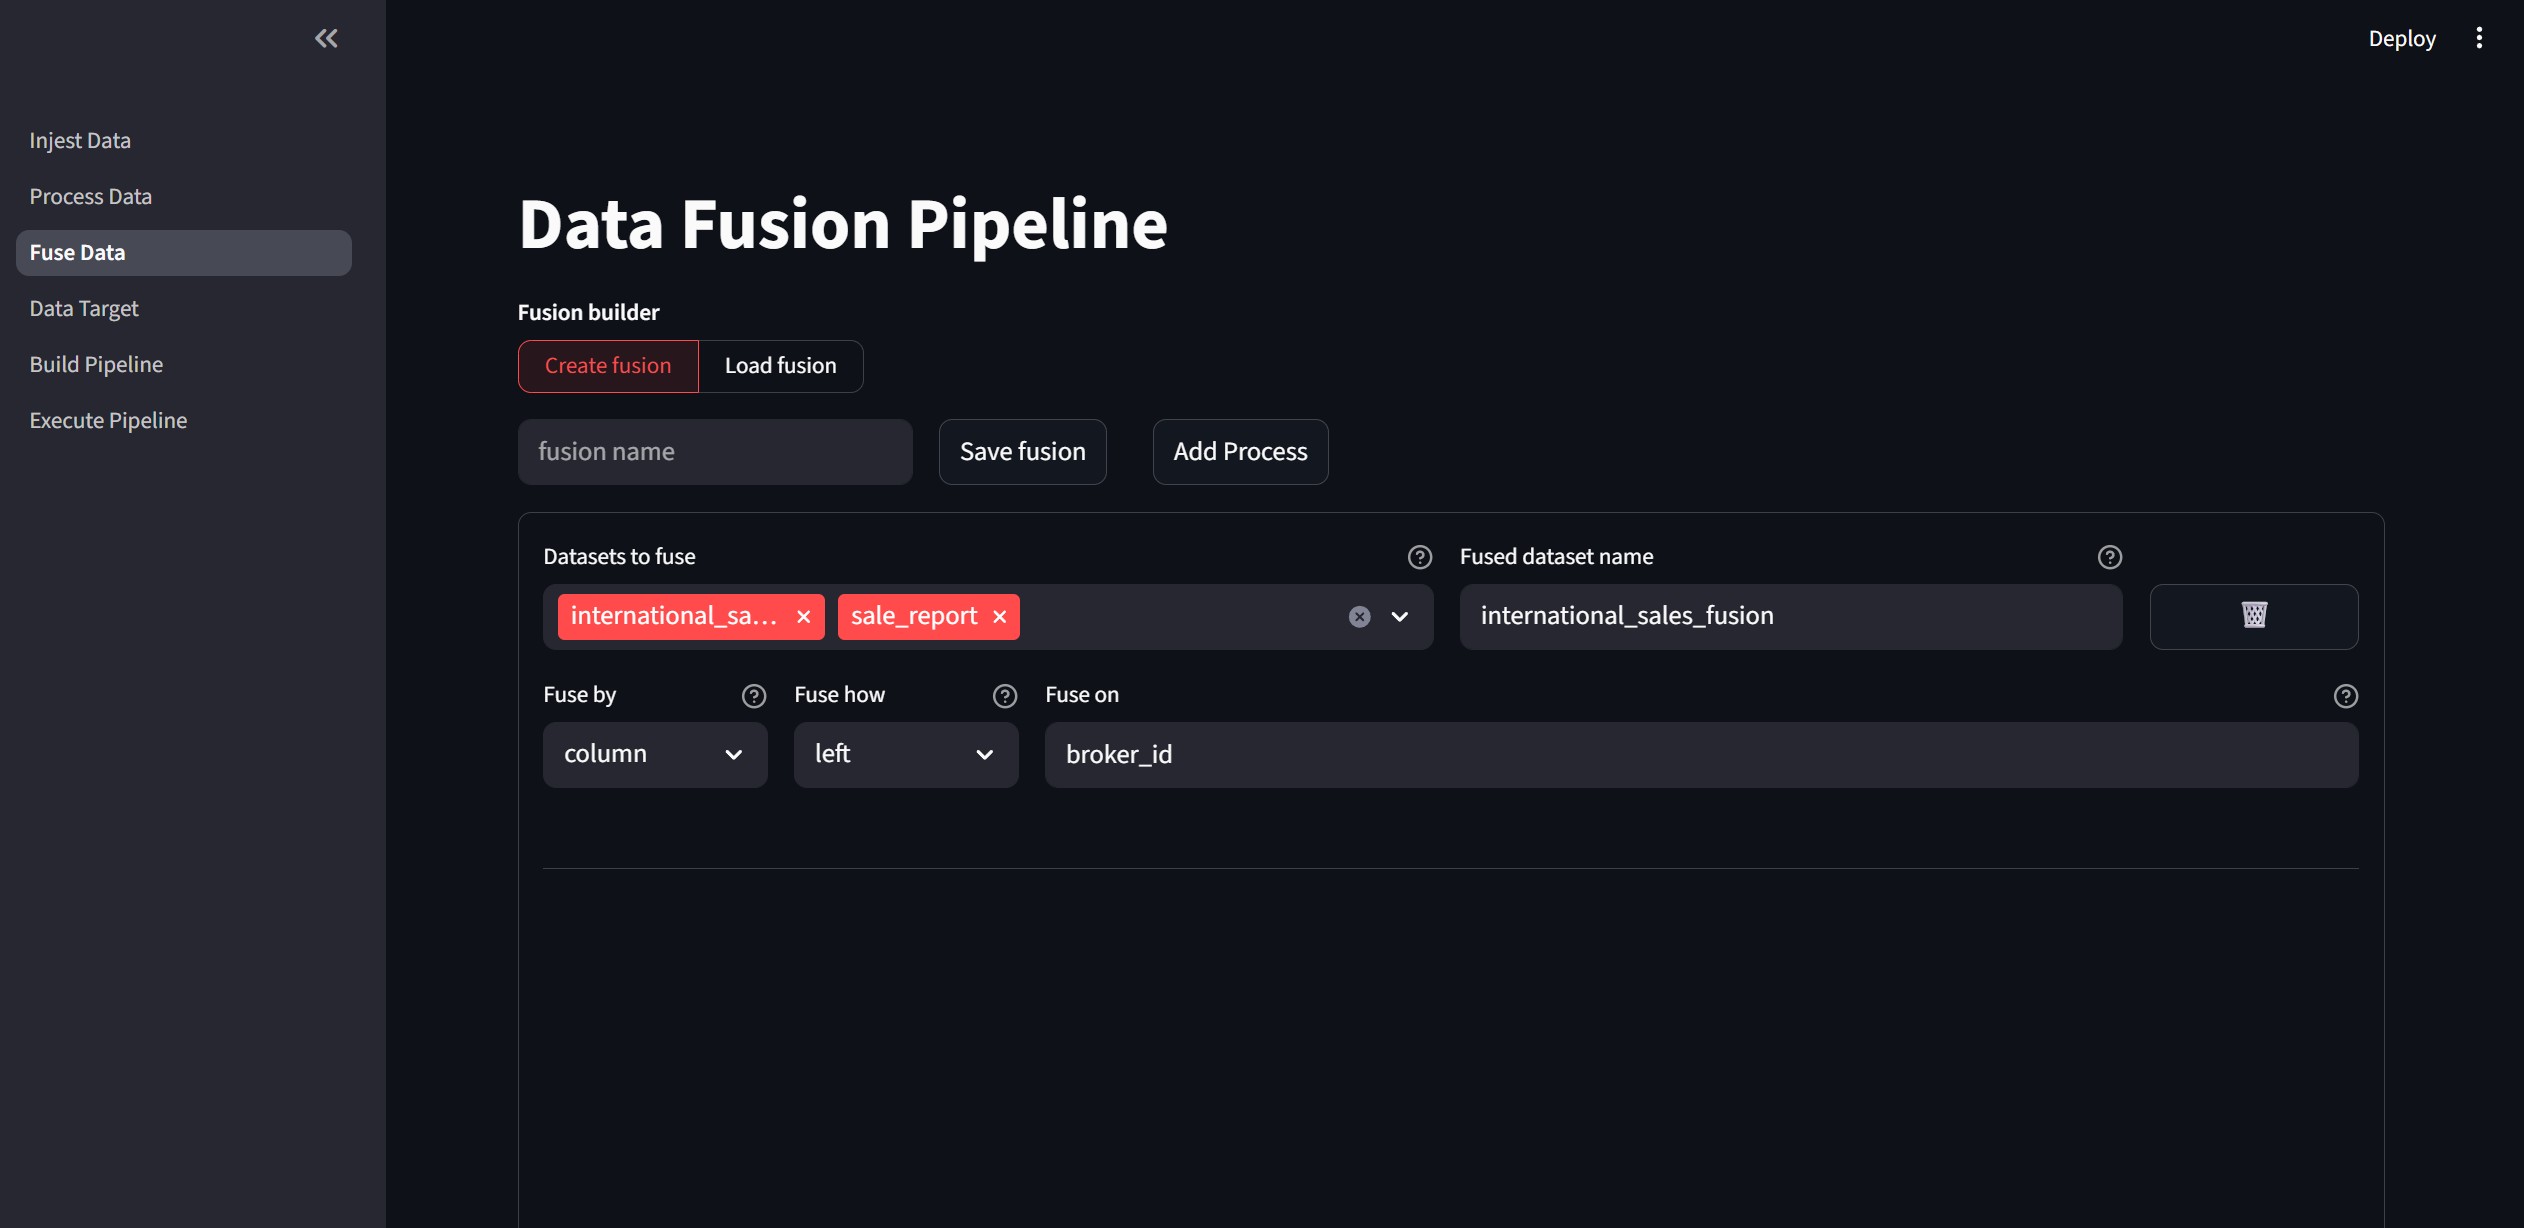 Deploy
Injest Data
Process Data
Fuse Data
Data Target
Build Pipeline
Execute Pipeline
Data Fusion Pipeline
Fusion builder
Create fusion Load fusion
fusion name Save fusion Add Process
Datasets to fuse Fused dataset name
international_sa... sale_report international_sales_fusion
Fuse by Fuse how Fuse on
column left broker_id